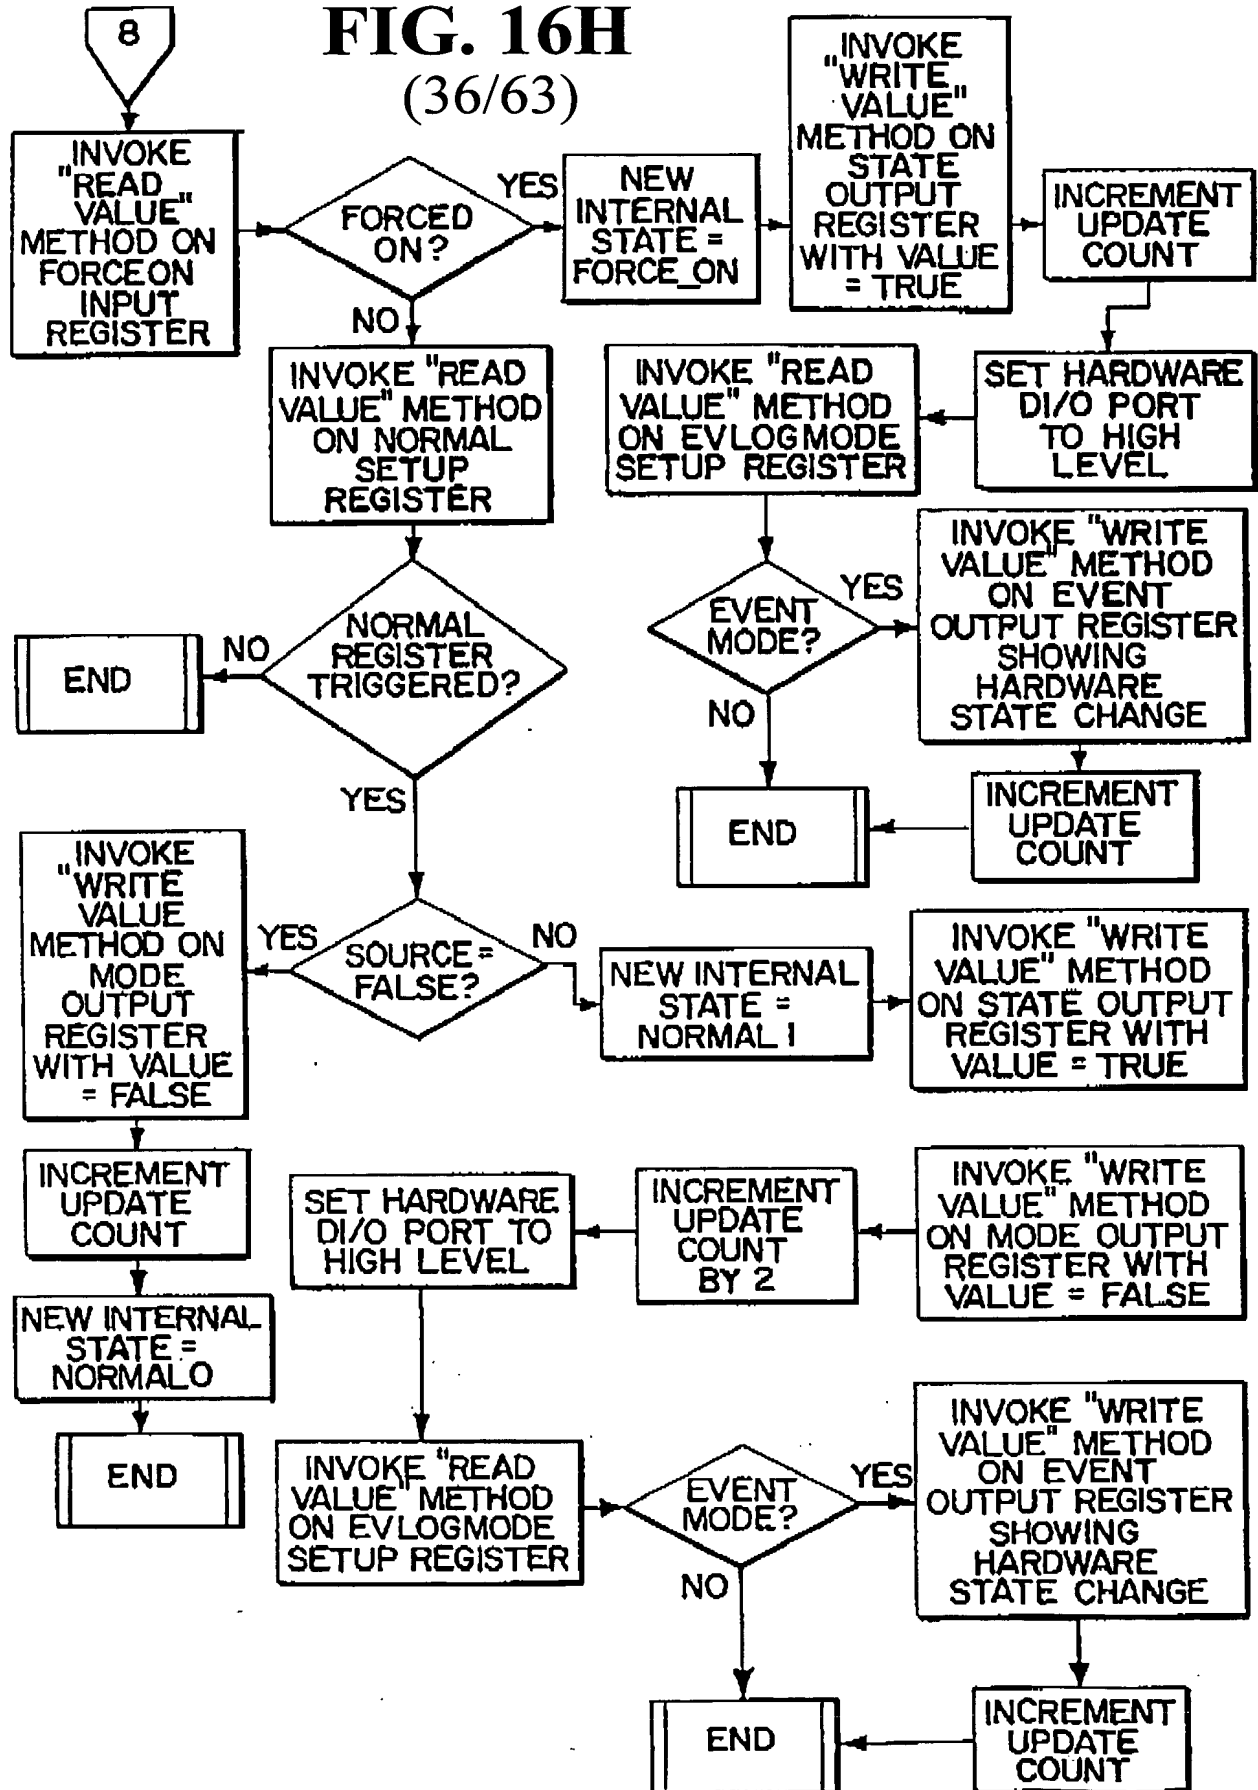 8
FIG. 16H
(36/63)
"INVOKE
"READ
VALUE"
METHOD ON
FORCEON
INPUT
REGISTER
FORCED
ON?
YES
NO
NEW
INTERNAL
STATE =
FORCE_ON
"INVOKE
"WRITE
VALUE"
METHOD ON
STATE
OUTPUT
REGISTER
WITH VALUE
= TRUE
INCREMENT
UPDATE
COUNT
SET HARDWARE
DI/O PORT
TO HIGH
LEVEL
INVOKE "READ
VALUE" METHOD
ON EVLOGMODE
SETUP REGISTER
INVOKE "READ
VALUE" METHOD
ON NORMAL
SETUP
REGISTER
EVENT
MODE?
YES
NO
INVOKE "WRITE
VALUE" METHOD
ON EVENT
OUTPUT REGISTER
SHOWING
HARDWARE
STATE CHANGE
INCREMENT
UPDATE
COUNT
END
NORMAL
REGISTER
TRIGGERED?
NO
END
YES
SOURCE =
FALSE?
YES
NO
"INVOKE
"WRITE
VALUE
METHOD ON
MODE
OUTPUT
REGISTER
WITH VALUE
= FALSE
INCREMENT
UPDATE
COUNT
NEW INTERNAL
STATE =
NORMALO
END
NEW INTERNAL
STATE =
NORMAL I
INVOKE "WRITE
VALUE" METHOD
ON STATE OUTPUT
REGISTER WITH
VALUE = TRUE
INVOKE "WRITE
VALUE" METHOD
ON MODE OUTPUT
REGISTER WITH
VALUE = FALSE
INCREMENT
UPDATE
COUNT
BY 2
SET HARDWARE
DI/O PORT TO
HIGH LEVEL
INVOKE "READ
VALUE" METHOD
ON EVLOGMODE
SETUP REGISTER
EVENT
MODE?
YES
NO
INVOKE "WRITE
VALUE" METHOD
ON EVENT
OUTPUT REGISTER
SHOWING
HARDWARE
STATE CHANGE
INCREMENT
UPDATE
COUNT
END